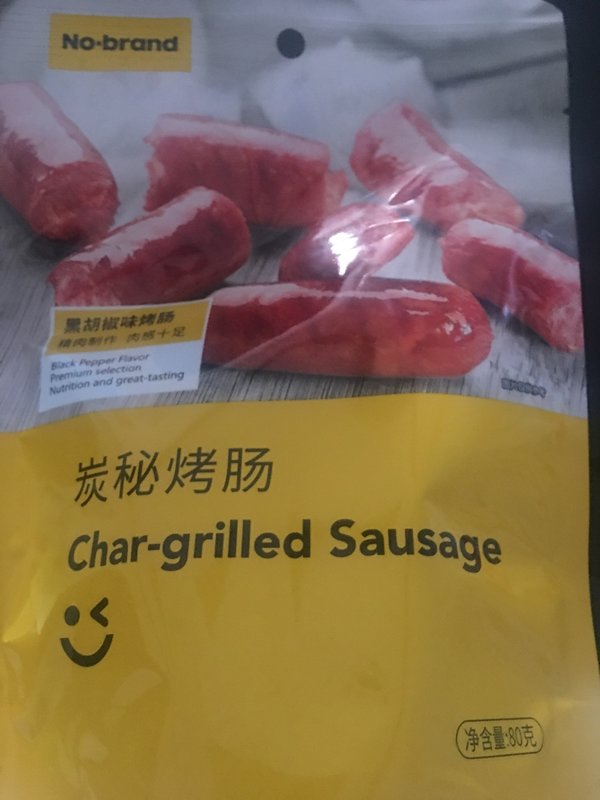 No·brand
黑胡椒味烤肠
精肉制作 肉感十足
Black Pepper Flavor
Premium selection
Nutrition and great-tasting
炭秘烤肠
Char-grilled Sausage
净含量:80克